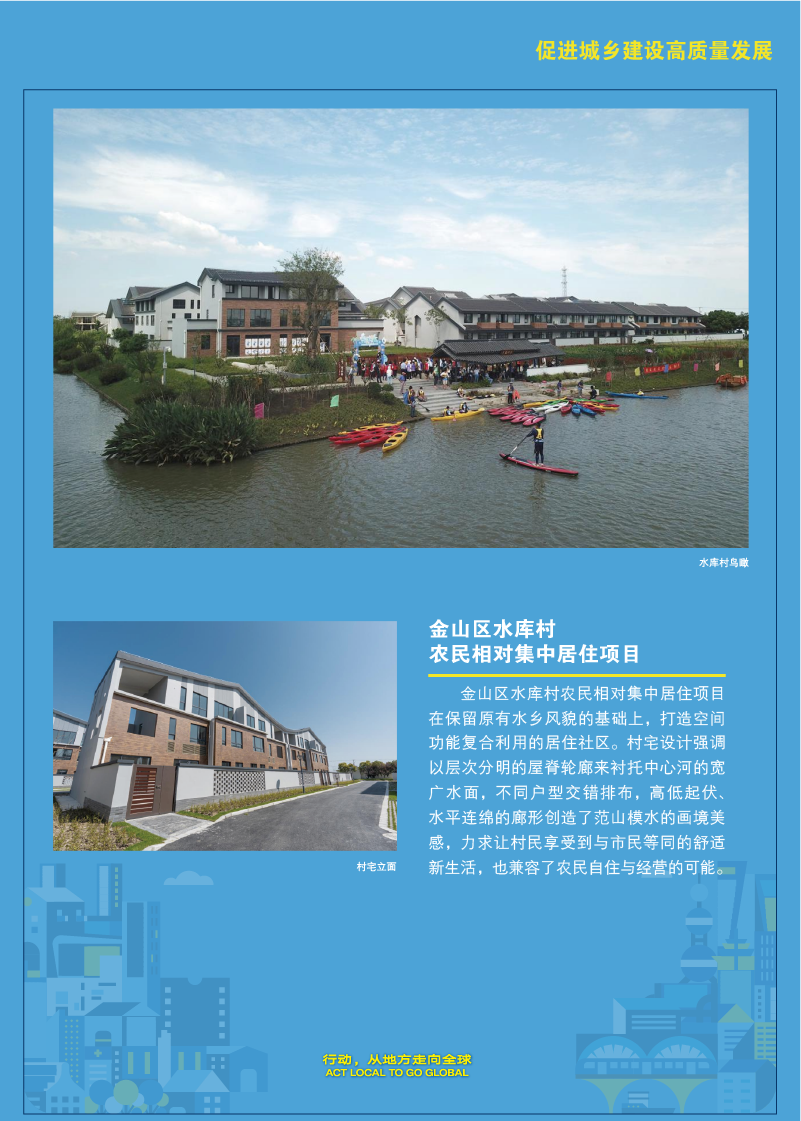 促进城乡建设高质量发展
水库村鸟瞰
金山区水库村
农民相对集中居住项目
金山区水库村农民相对集中居住项目
在保留原有水乡风貌的基础上，打造空间
功能复合利用的居住社区。村宅设计强调
以层次分明的屋脊轮廊来衬托中心河的宽
广水面，不同户型交错排布，高低起伏、
水平连绵的廊形创造了范山模水的画境美
感，力求让村民享受到与市民等同的舒适
新生活，也兼容了农民自住与经营的可能。
村宅立面
行动，从地方走向全球
ACT LOCAL TO GO GLOBAL